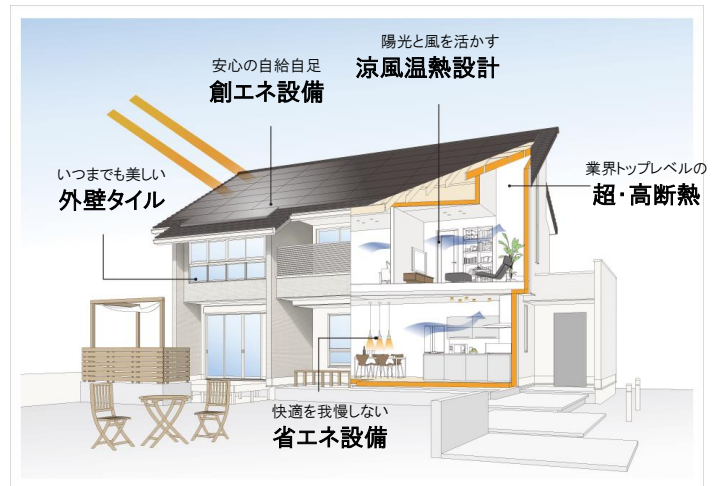 陽光と風を活かす
涼風温熱設計
安心の自給自足
創エネ設備
いつまでも美しい
外壁タイル
業界トップレベルの
超・高断熱
快適を我慢しない
省エネ設備